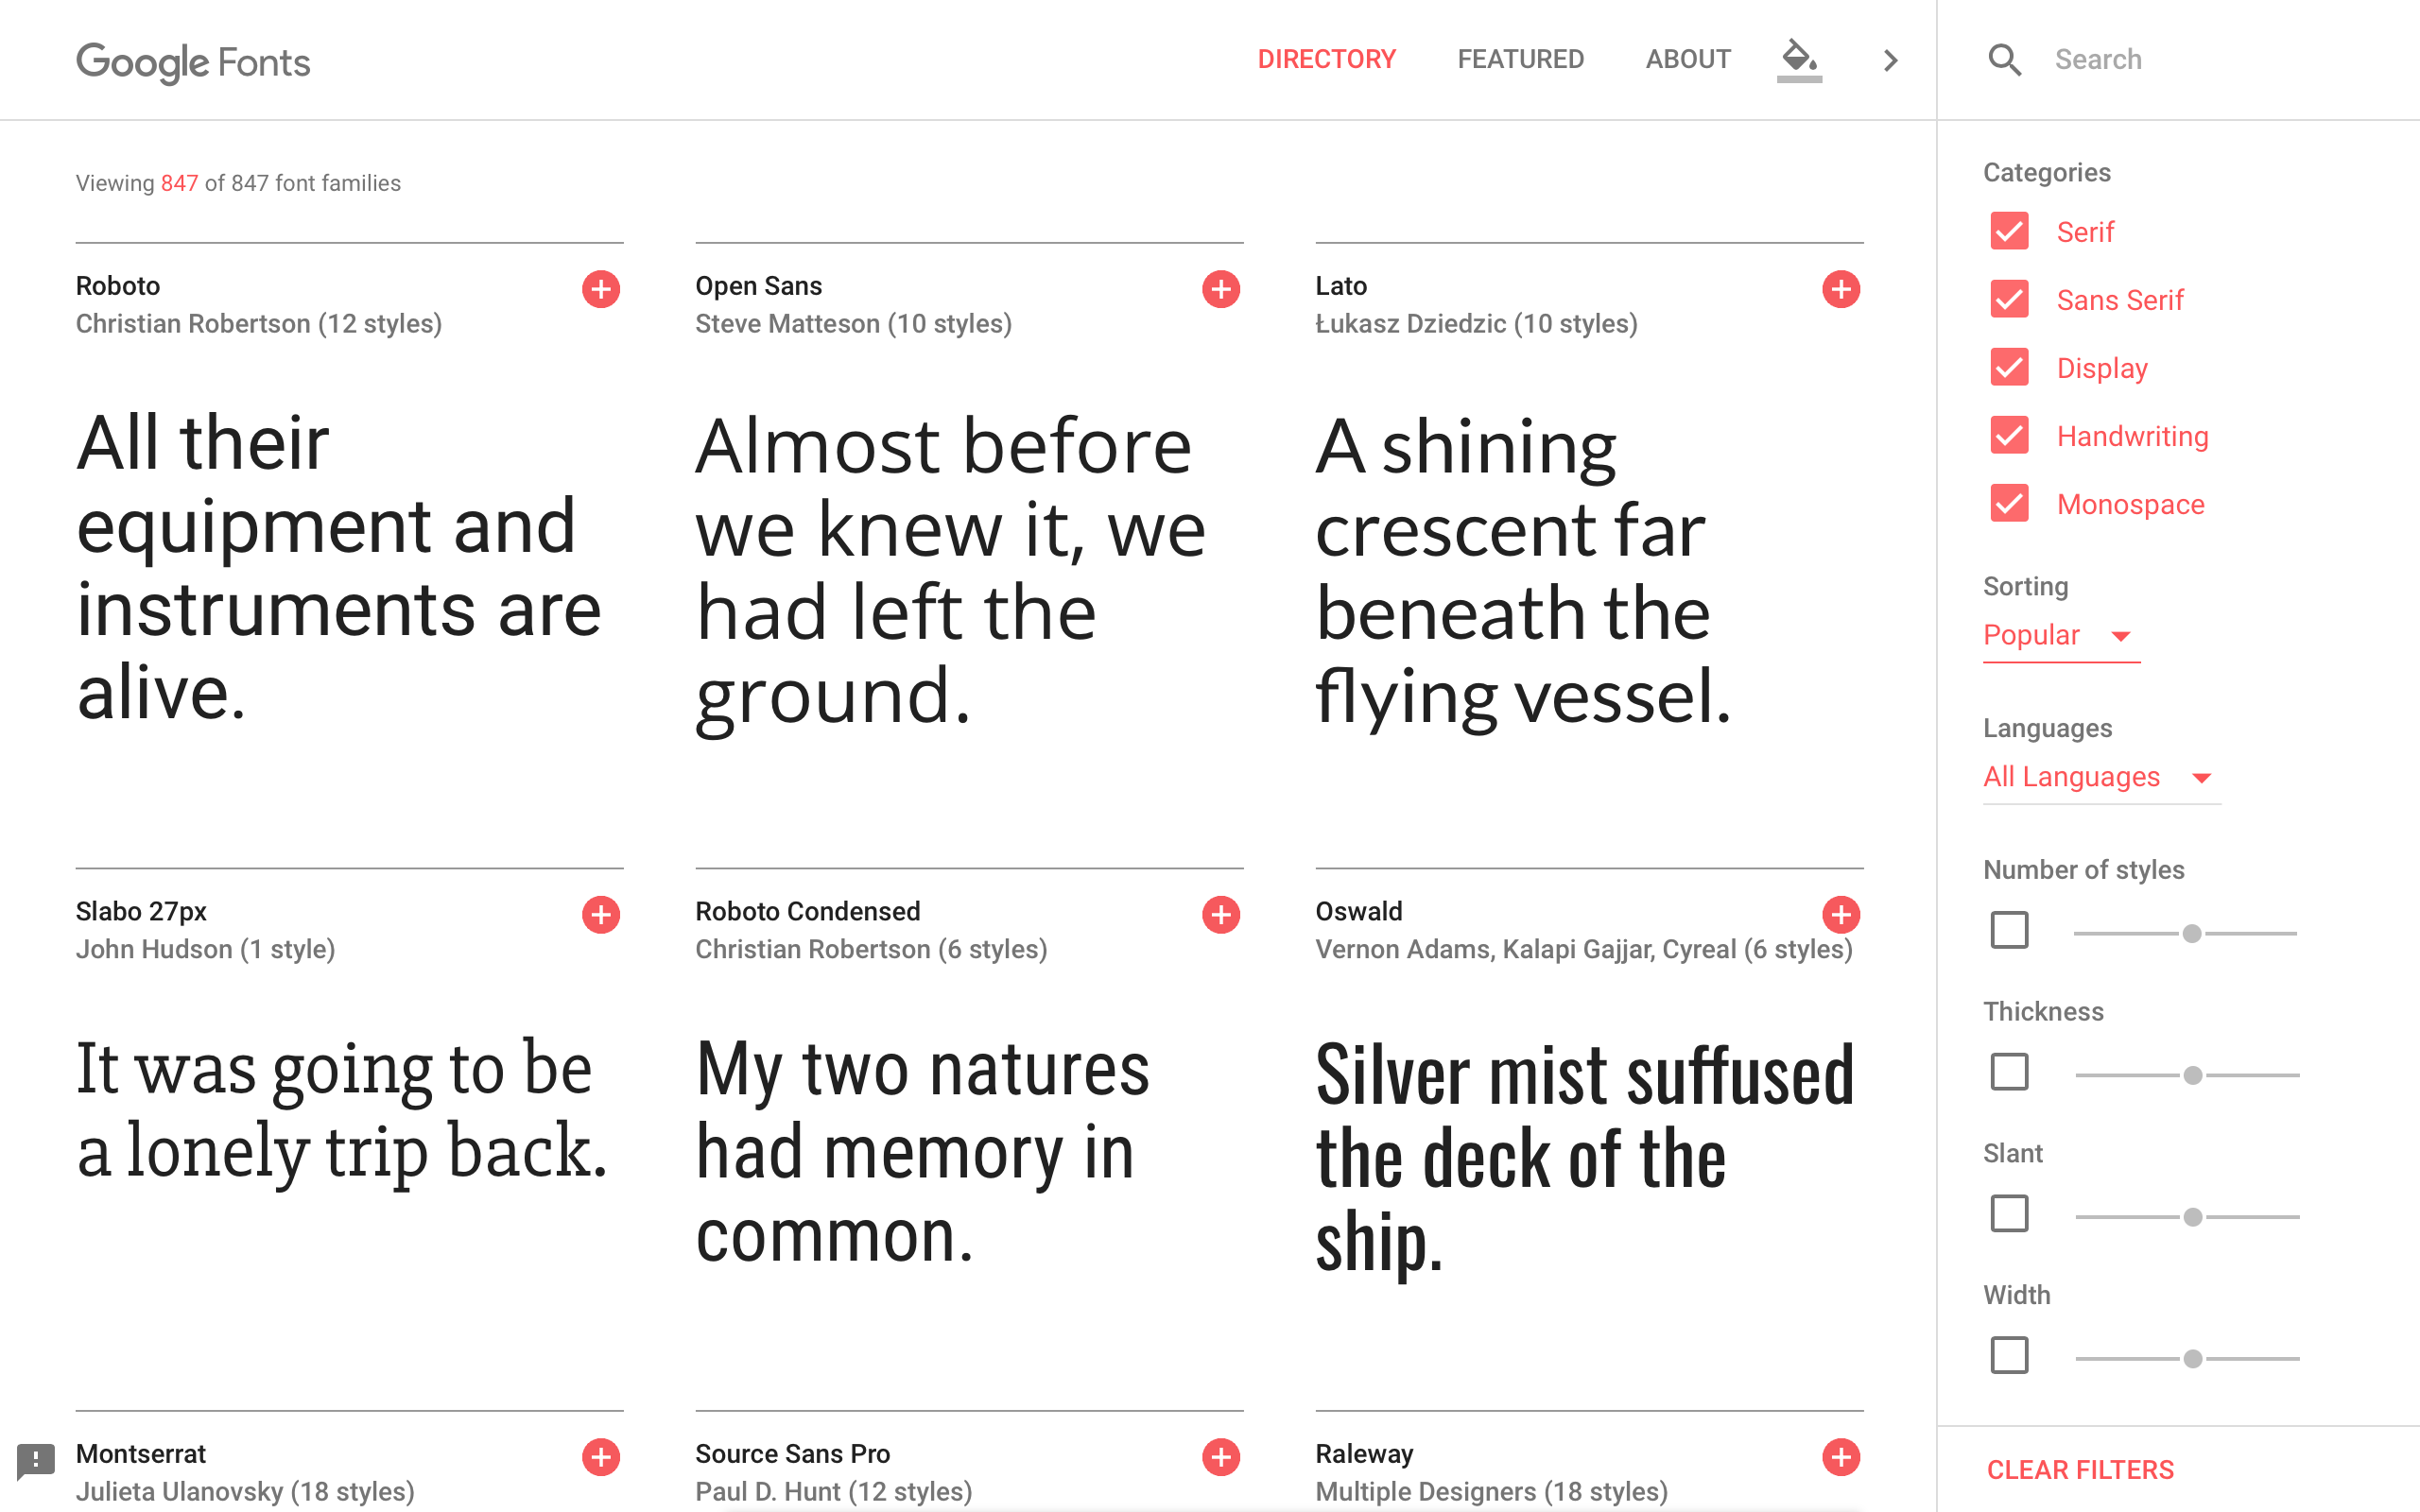 Google Fonts
DIRECTORY FEATURED ABOUT
Search
Viewing 847 of 847 font families
Roboto
Christian Robertson (12 styles)
All their
equipment and
instruments are
alive.
Open Sans
Steve Matteson (10 styles)
Almost before
we knew it, we
had left the
ground.
Lato
Łukasz Dziedzic (10 styles)
A shining
crescent far
beneath the
flying vessel.
Slabo 27px
John Hudson (1 style)
It was going to be
a lonely trip back.
Roboto Condensed
Christian Robertson (6 styles)
My two natures
had memory in
common.
Oswald
Vernon Adams, Kalapi Gajjar, Cyreal (6 styles)
Silver mist suffused
the deck of the
ship.
Montserrat
Julieta Ulanovsky (18 styles)
Source Sans Pro
Paul D. Hunt (12 styles)
Raleway
Multiple Designers (18 styles)
Categories
Serif
Sans Serif
Display
Handwriting
Monospace
Sorting
Popular
Languages
All Languages
Number of styles
Thickness
Slant
Width
CLEAR FILTERS